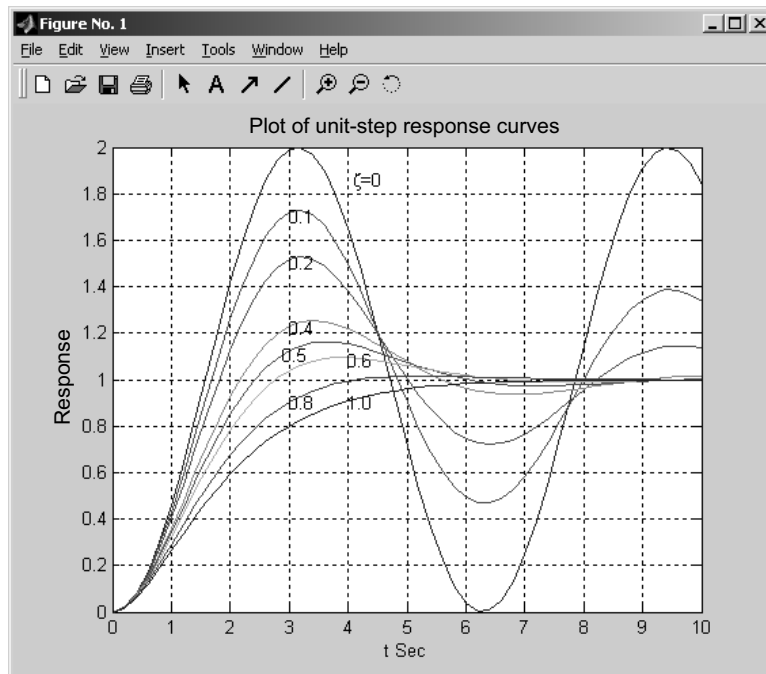 Figure No. 1
File Edit View Insert Tools Window Help
A
Plot of unit-step response curves
2
1.8
1.6
1.4
1.2
1
0.8
0.6
0.4
0.2
0
Response
ζ=0
0.1
0.2
0.4
0.5
0.6
0.8
1.0
0 1 2 3 4 5 6 7 8 9 10
t Sec